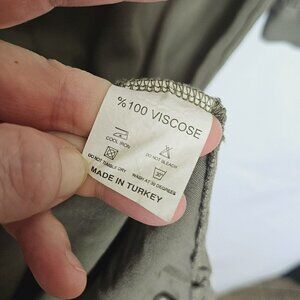 % 100 VISCOSE
COOL IRON DO NOT BLEACH
DO NOT TUMBLE DRY WASH AT 30 DEGREES
MADE IN TURKEY